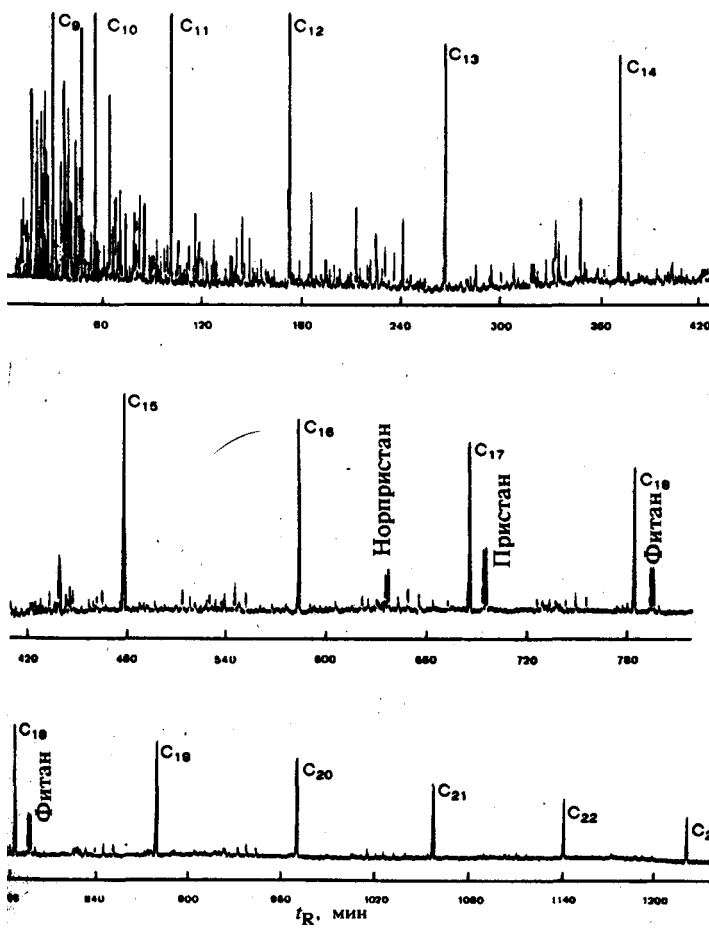 C9 C10 C11 C12 C13 C14
60 120 180 240 300 360 420
C15 C16 Норпристан C17 Пристан C18 Фитан
420 480 540 600 660 720 780
C18 Фитан C19 C20 C21 C22
840 900 960 1020 1080 1140 1200
tR, мин